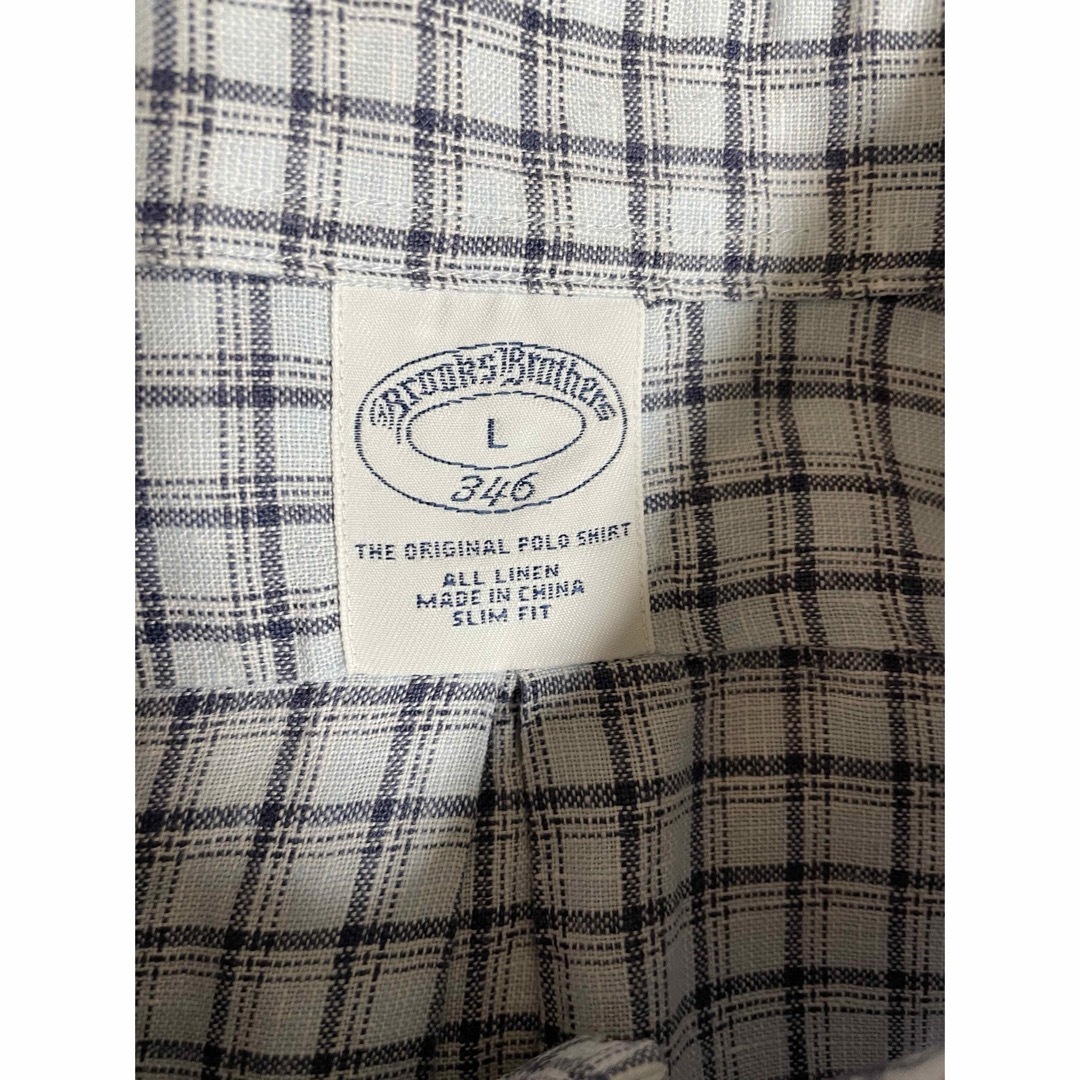 Brooks Brothers
L
346
THE ORIGINAL POLO SHIRT
ALL LINEN
MADE IN CHINA
SLIM FIT